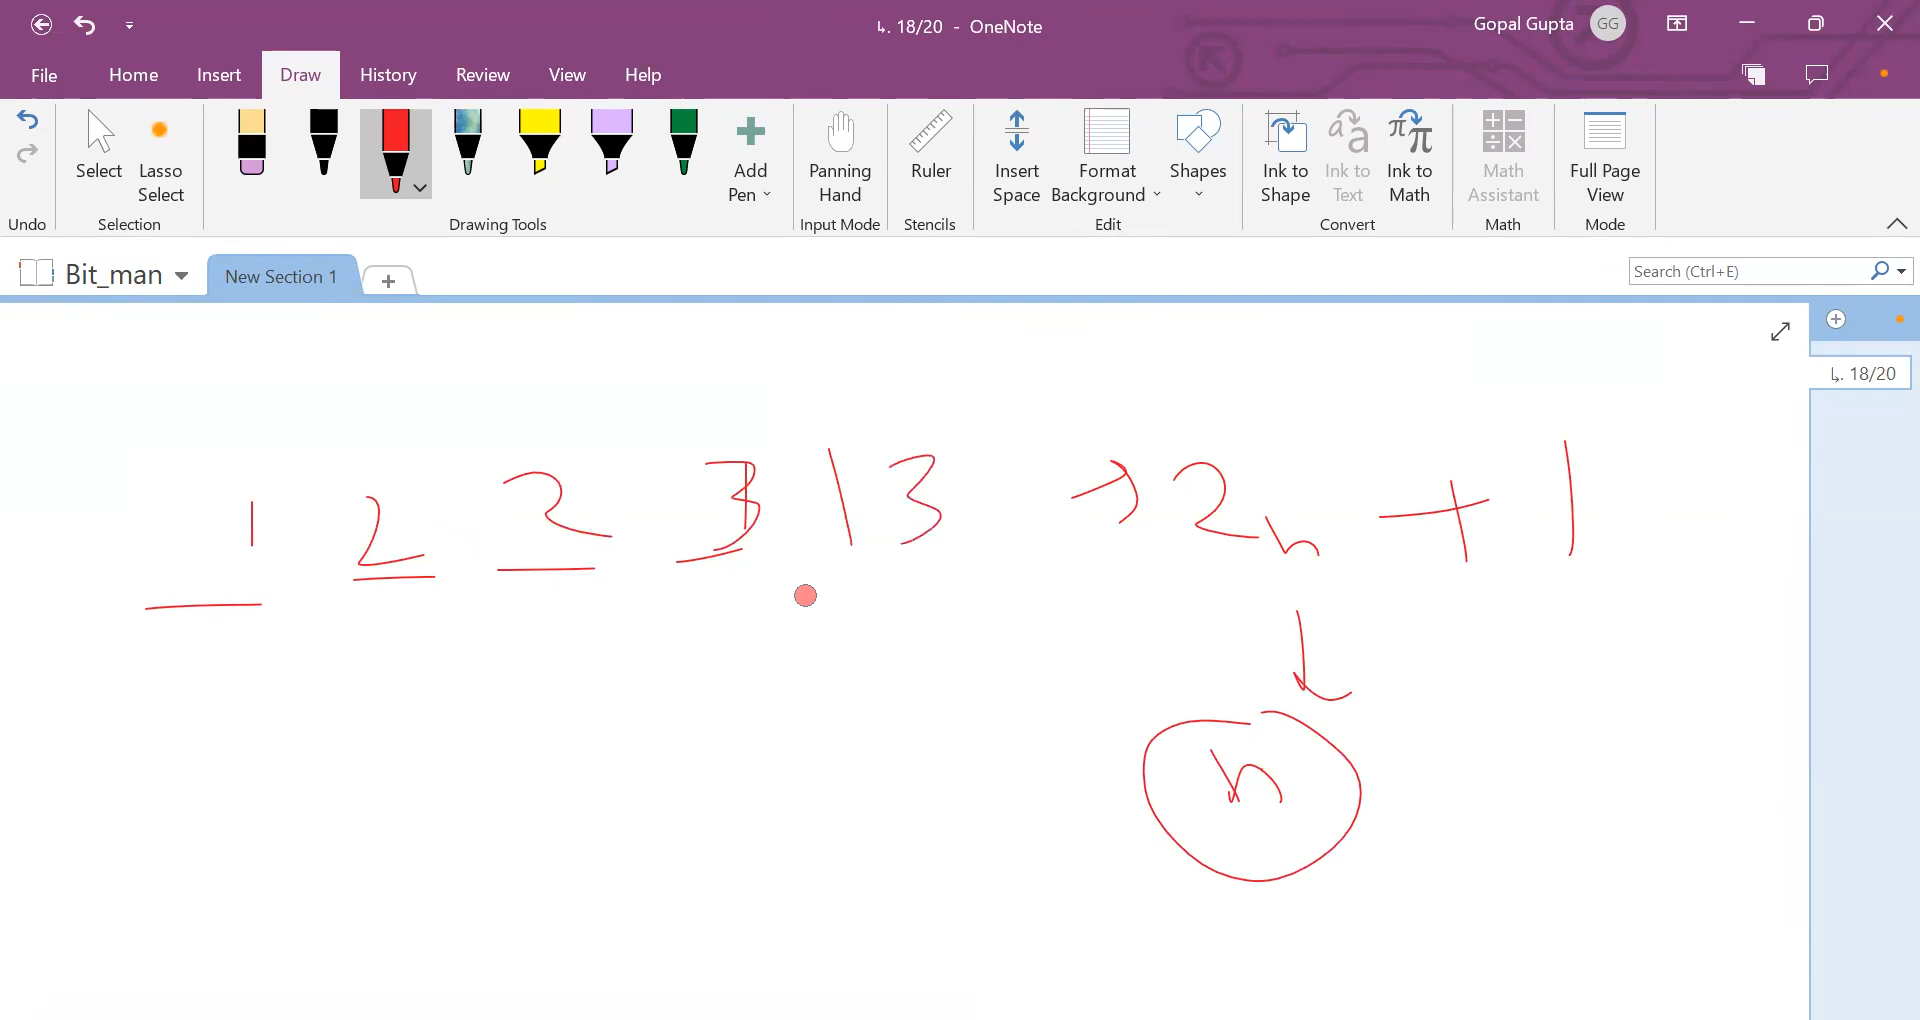 ↳. 18/20 - OneNote
Gopal Gupta GG
File Home Insert Draw History Review View Help
Select Lasso Select
Add Pen
Panning Hand
Ruler
Insert Space
Format Background
Shapes
Ink to Shape
Ink to Text
Ink to Math
Math Assistant
Full Page View
Undo Selection Drawing Tools Input Mode Stencils Edit Convert Math Mode
Bit_man New Section 1 +
Search (Ctrl+E)
↳. 18/20
1 2 2 3 1 3 → 2n + 1
↓
n